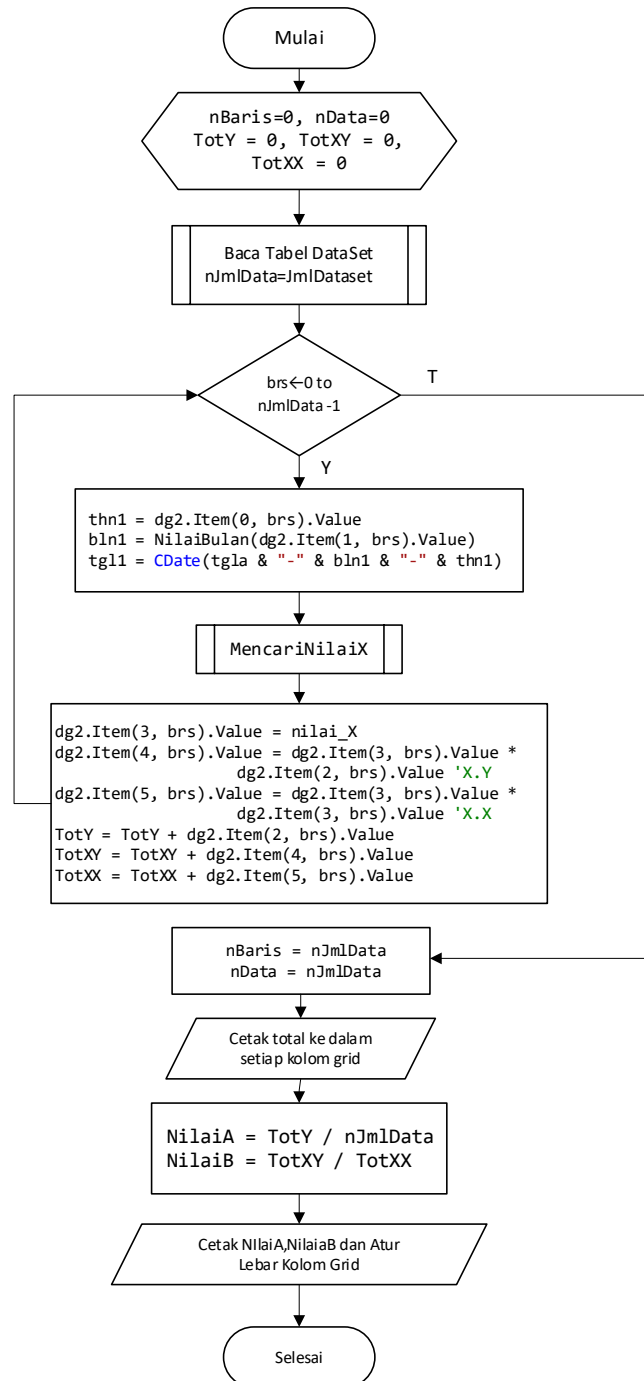 Mulai
nBaris=0, nData=0
TotY = 0, TotXY = 0,
TotXX = 0
Baca Tabel DataSet
nJmlData=JmlDataset
brs←0 to
nJmlData -1
T
Y
thn1 = dg2.Item(0, brs).Value
bln1 = NilaiBulan(dg2.Item(1, brs).Value)
tgl1 = CDate(tgla & "-" & bln1 & "-" & thn1)
MencariNilaiX
dg2.Item(3, brs).Value = nilai_X
dg2.Item(4, brs).Value = dg2.Item(3, brs).Value *
dg2.Item(2, brs).Value 'X.Y
dg2.Item(5, brs).Value = dg2.Item(3, brs).Value *
dg2.Item(3, brs).Value 'X.X
TotY = TotY + dg2.Item(2, brs).Value
TotXY = TotXY + dg2.Item(4, brs).Value
TotXX = TotXX + dg2.Item(5, brs).Value
nBaris = nJmlData
nData = nJmlData
Cetak total ke dalam
setiap kolom grid
NilaiA = TotY / nJmlData
NilaiB = TotXY / TotXX
Cetak NIlaiA,NilaiaB dan Atur
Lebar Kolom Grid
Selesai